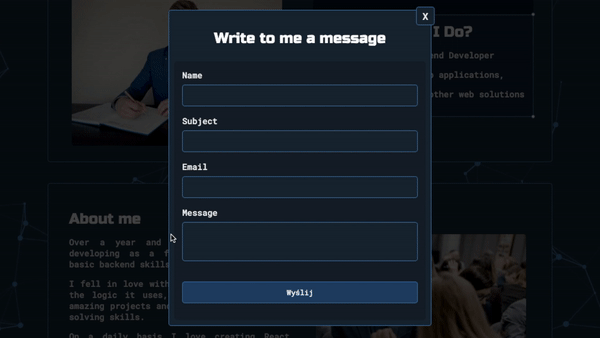 X
Write to me a message
I Do?
Name
nd Developer
applications,
Subject
other web solutions
Email
Message
About me
Over a year and
developing as a f
basic backend skills
Wyślij
I fell in love with
the logic it uses,
amazing projects and
solving skills.
On a daily basis I love creating React